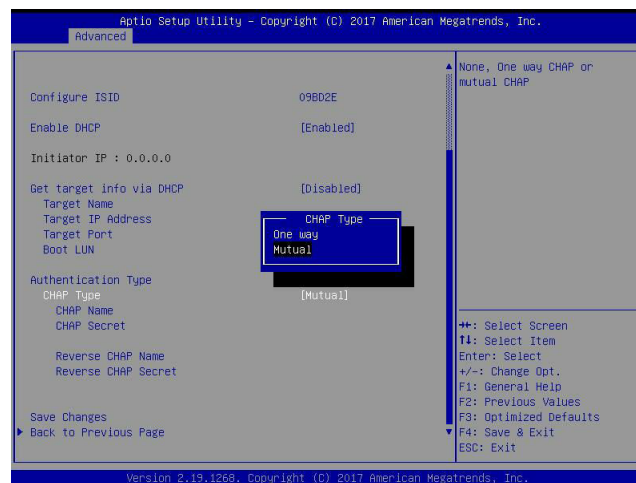 Aptio Setup Utility – Copyright (C) 2017 American Megatrends, Inc.
Advanced
Configure ISID 09BD2E
Enable DHCP [Enabled]
Initiator IP : 0.0.0.0
Get target info via DHCP [Disabled]
Target Name
Target IP Address
Target Port
Boot LUN
Authentication Type
CHAP Type [Mutual]
CHAP Name
CHAP Secret
Reverse CHAP Name
Reverse CHAP Secret
Save Changes
Back to Previous Page
CHAP Type
One way
Mutual
None, One way CHAP or
mutual CHAP
→←: Select Screen
↑↓: Select Item
Enter: Select
+/-: Change Opt.
F1: General Help
F2: Previous Values
F3: Optimized Defaults
F4: Save & Exit
ESC: Exit
Version 2.19.1268. Copyright (C) 2017 American Megatrends, Inc.